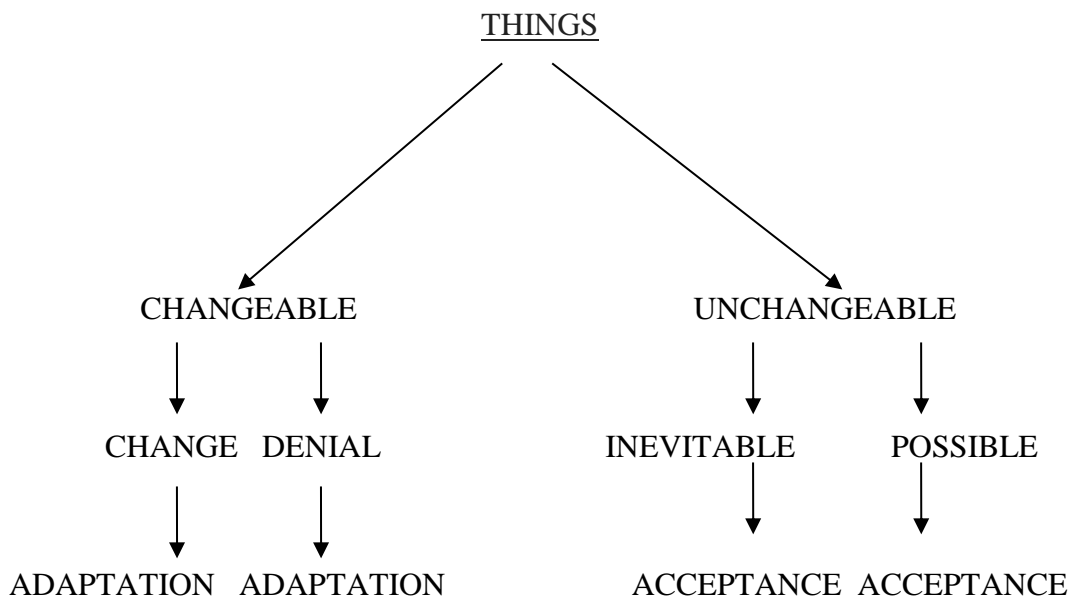 THINGS
CHANGEABLE UNCHANGEABLE
CHANGE DENIAL INEVITABLE POSSIBLE
ADAPTATION ADAPTATION ACCEPTANCE ACCEPTANCE